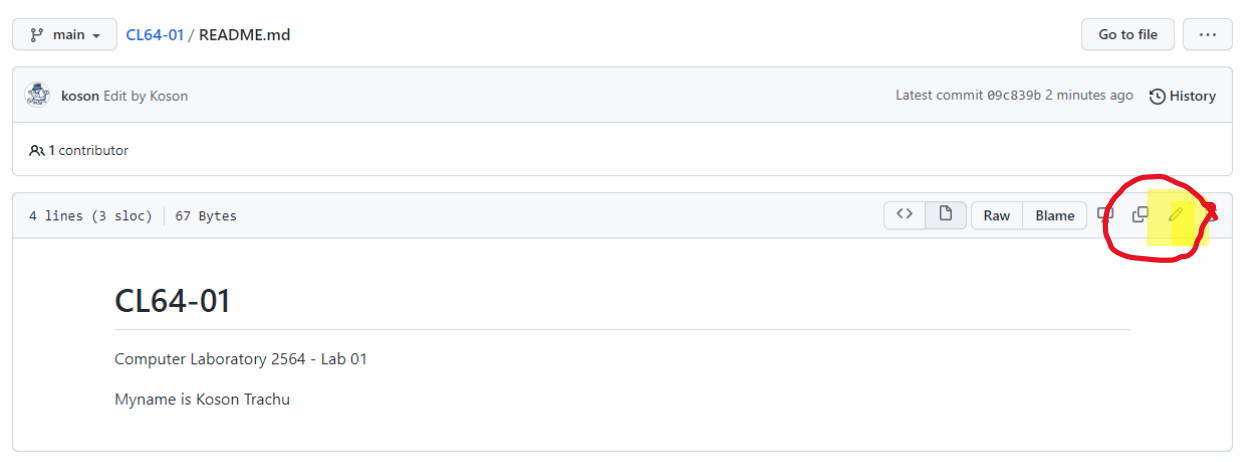 main CL64-01 / README.md Go to file ...
koson Edit by Koson Latest commit 09c839b 2 minutes ago History
1 contributor
4 lines (3 sloc) 67 Bytes <> Raw Blame
CL64-01
Computer Laboratory 2564 - Lab 01
Myname is Koson Trachu